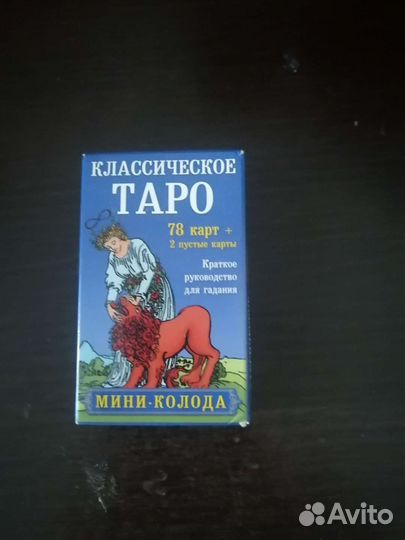 КЛАССИЧЕСКОЕ
ТАРО
78 карт +
2 пустые карты
Краткое
руководство
для гадания
МИНИ-КОЛОДА
Avito